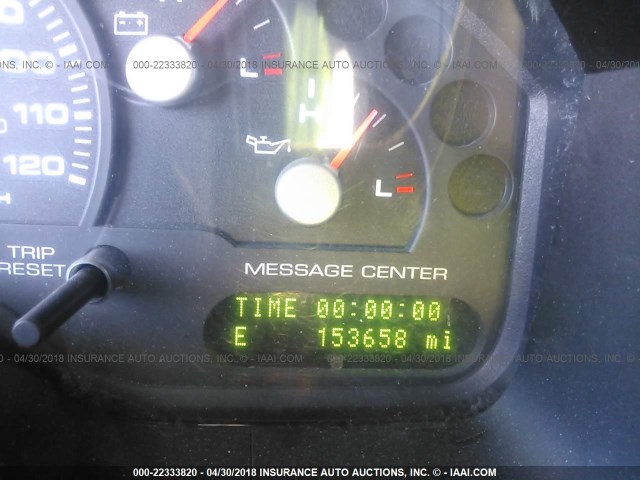 000-22333820 - 04/30/2018 INSURANCE AUTO AUCTIONS, INC. © - IAAI.COM
L
H
110
120
L
TRIP
RESET
MESSAGE CENTER
TIME 00:00:00
E 153658 mi
000-22333820 - 04/30/2018 INSURANCE AUTO AUCTIONS, INC. © - IAAI.COM